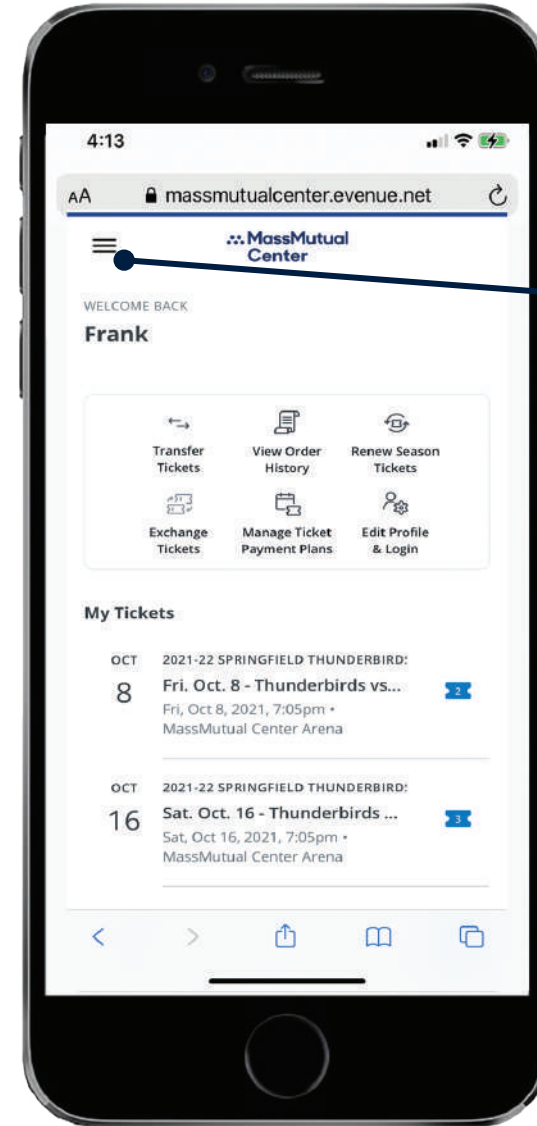 4:13
AA massmutualcenter.evenue.net
MassMutual
Center
WELCOME BACK
Frank
Transfer
Tickets
View Order
History
Renew Season
Tickets
Exchange
Tickets
Manage Ticket
Payment Plans
Edit Profile
& Login
My Tickets
OCT
8
2021-22 SPRINGFIELD THUNDERBIRD:
Fri. Oct. 8 - Thunderbirds vs...
Fri, Oct 8, 2021, 7:05pm •
MassMutual Center Arena
2
OCT
16
2021-22 SPRINGFIELD THUNDERBIRD:
Sat. Oct. 16 - Thunderbirds ...
Sat, Oct 16, 2021, 7:05pm •
MassMutual Center Arena
3